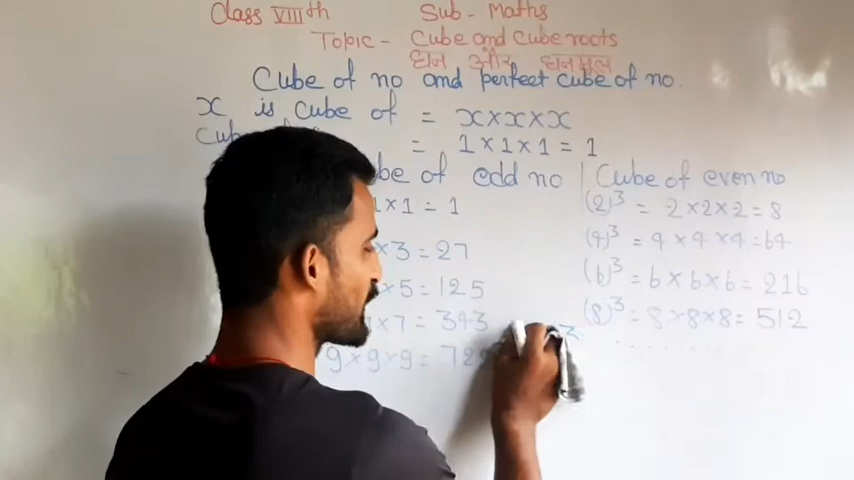 Class VIIIth Sub- Maths
Topic - Cube and Cube roots
घन और घनमूल
Cube of no and perfect cube of no.
x is cube of = x×x×x
= 1×1×1 = 1
Cube of odd no
Cube of even no
×1 = 1
(2)³ = 2×2×2 = 8
×3 = 27
(4)³ = 4×4×4 = 64
×5 = 125
(6)³ = 6×6×6 = 216
×7 = 343
(8)³ = 8×8×8 = 512
9×9×9 = 729
. . . . . .